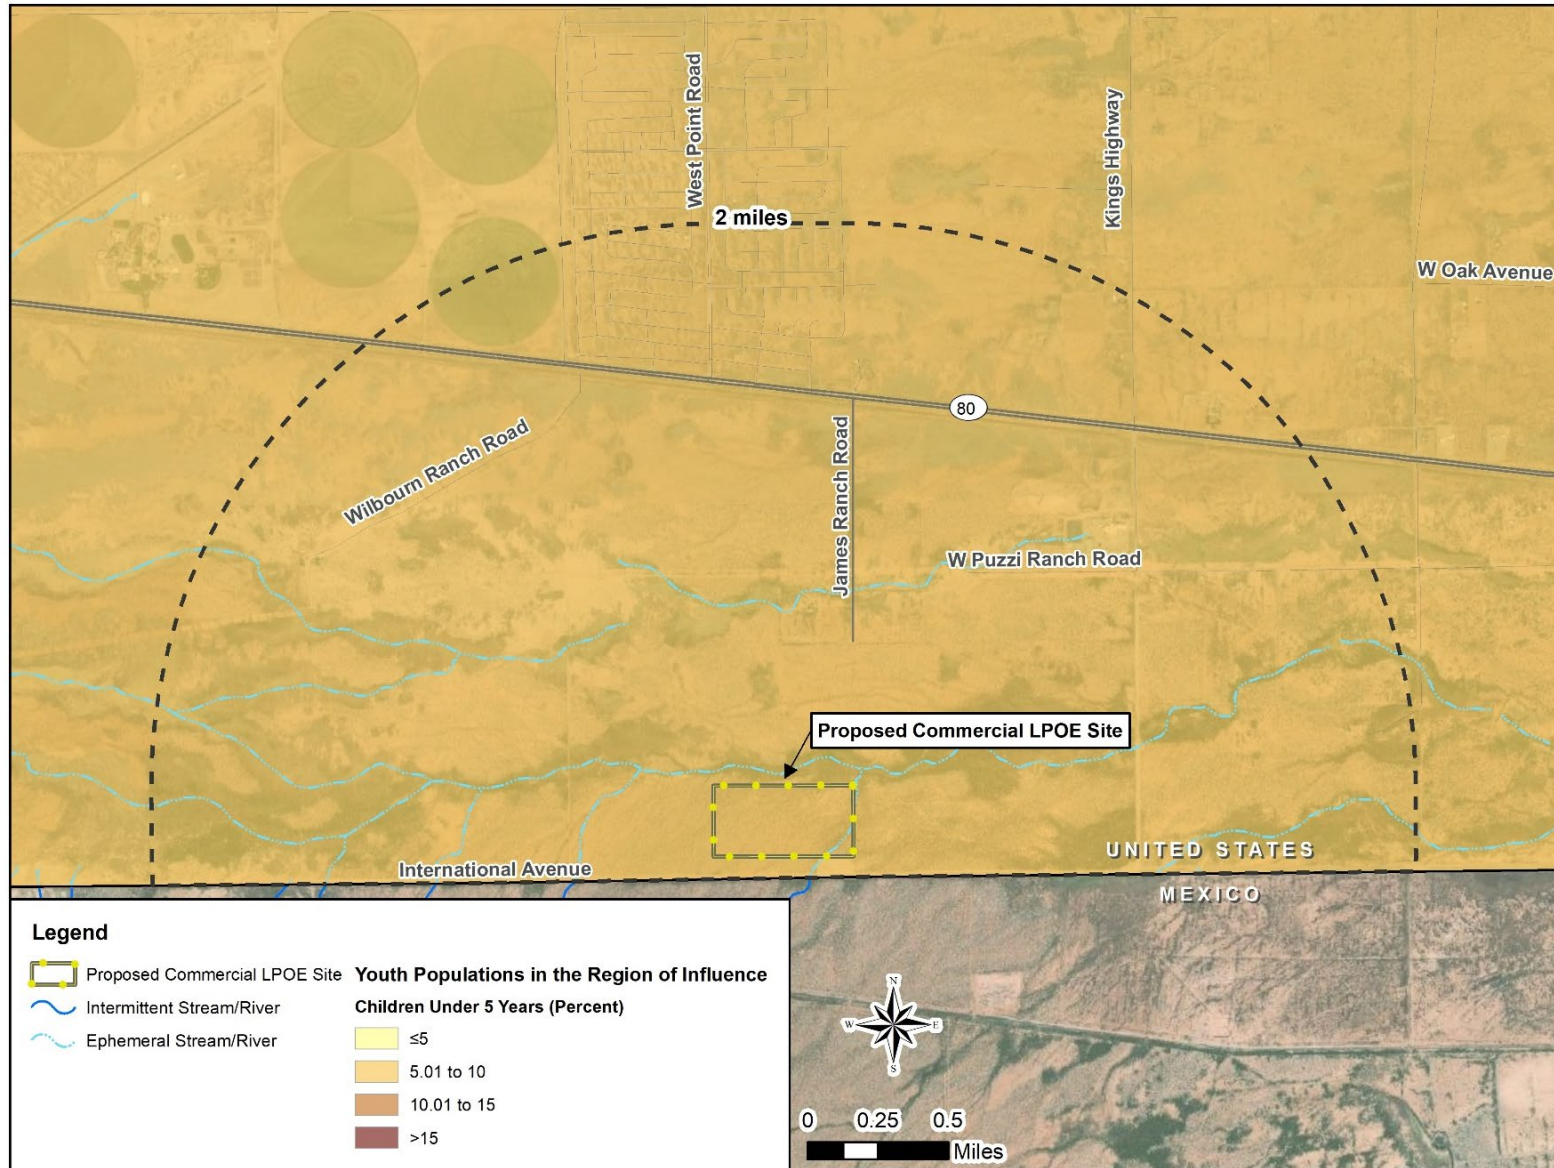 West Point Road
Kings Highway
2 miles
W Oak Avenue
80
Wilbourn Ranch Road
James Ranch Road
W Puzzi Ranch Road
Proposed Commercial LPOE Site
UNITED STATES
International Avenue
MEXICO
Legend
Proposed Commercial LPOE Site
Intermittent Stream/River
Ephemeral Stream/River
Youth Populations in the Region of Influence
Children Under 5 Years (Percent)
≤5
5.01 to 10
10.01 to 15
>15
N
W E
S
0 0.25 0.5
Miles